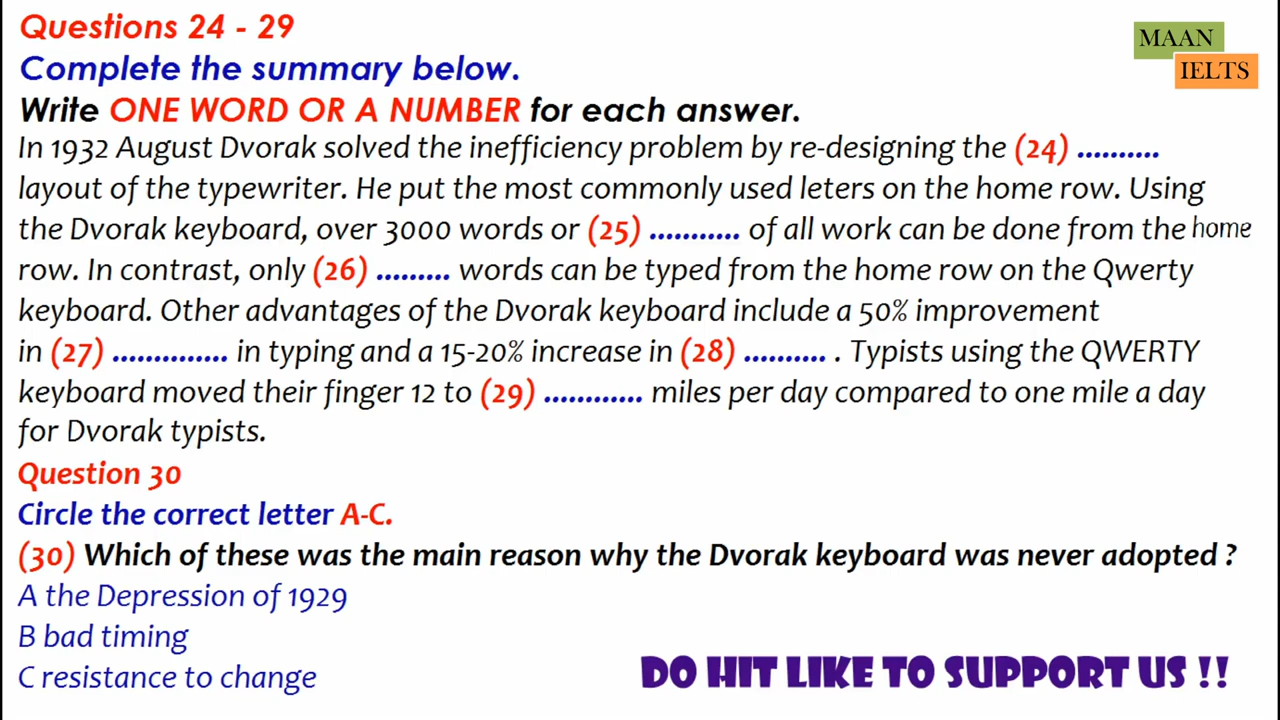 Questions 24 - 29
MAAN
IELTS
Complete the summary below.
Write ONE WORD OR A NUMBER for each answer.
In 1932 August Dvorak solved the inefficiency problem by re-designing the (24) ..........
layout of the typewriter. He put the most commonly used leters on the home row. Using
the Dvorak keyboard, over 3000 words or (25) ........... of all work can be done from the home
row. In contrast, only (26) ......... words can be typed from the home row on the Qwerty
keyboard. Other advantages of the Dvorak keyboard include a 50% improvement
in (27) .............. in typing and a 15-20% increase in (28) .......... . Typists using the QWERTY
keyboard moved their finger 12 to (29) ............ miles per day compared to one mile a day
for Dvorak typists.
Question 30
Circle the correct letter A-C.
(30) Which of these was the main reason why the Dvorak keyboard was never adopted ?
A the Depression of 1929
B bad timing
C resistance to change
DO HIT LIKE TO SUPPORT US !!